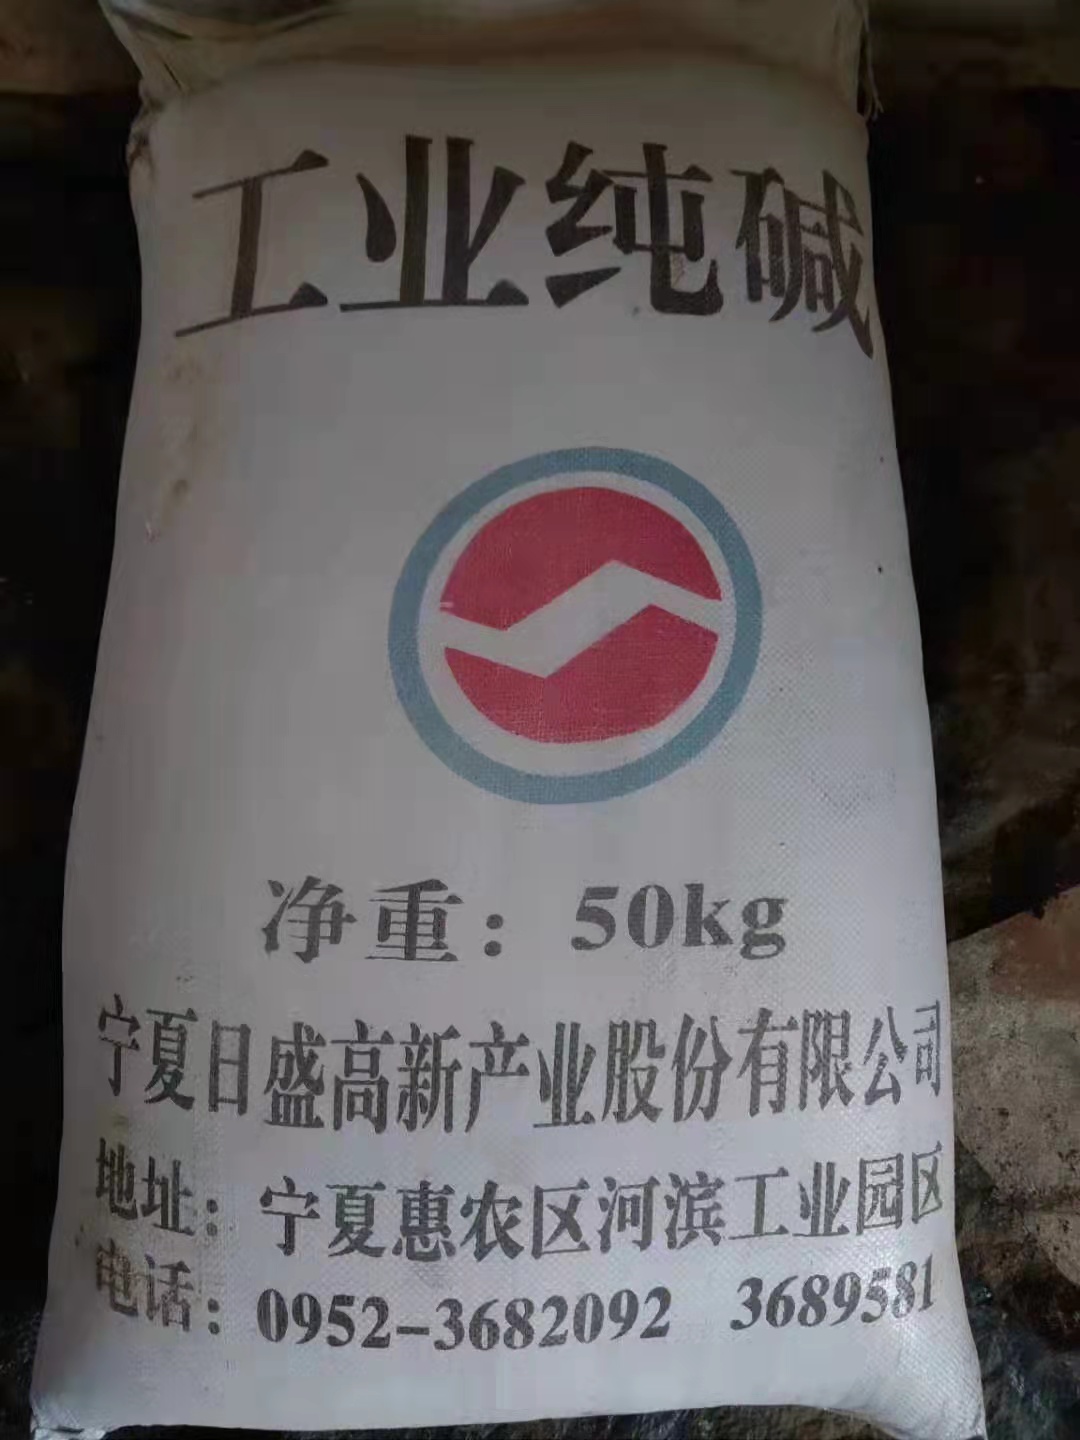 工业纯碱
净重：50kg
宁夏日盛高新产业股份有限公司
地址：宁夏惠农区河滨工业园区
电话：0952-3682092 3689581